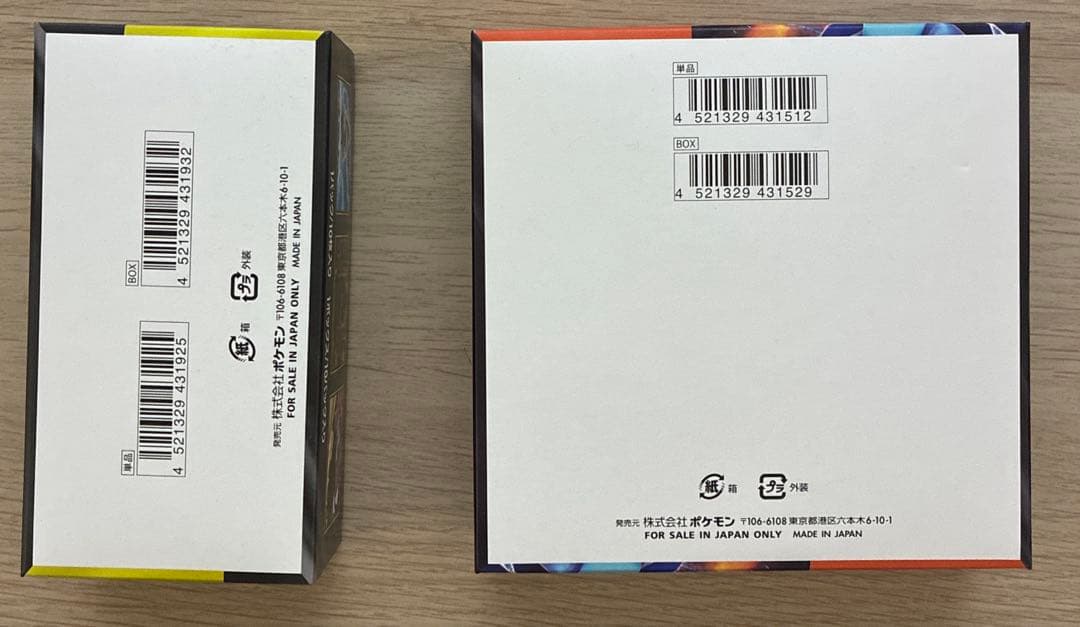 単品
4 521329 431925
BOX
4 521329 431932
紙 箱
プラ 外装
発売元 株式会社ポケモン 〒106-6108 東京都港区六本木6-10-1
FOR SALE IN JAPAN ONLY MADE IN JAPAN
単品
4 521329 431512
BOX
4 521329 431529
紙 箱 プラ 外装
発売元 株式会社ポケモン 〒106-6108 東京都港区六本木6-10-1
FOR SALE IN JAPAN ONLY MADE IN JAPAN